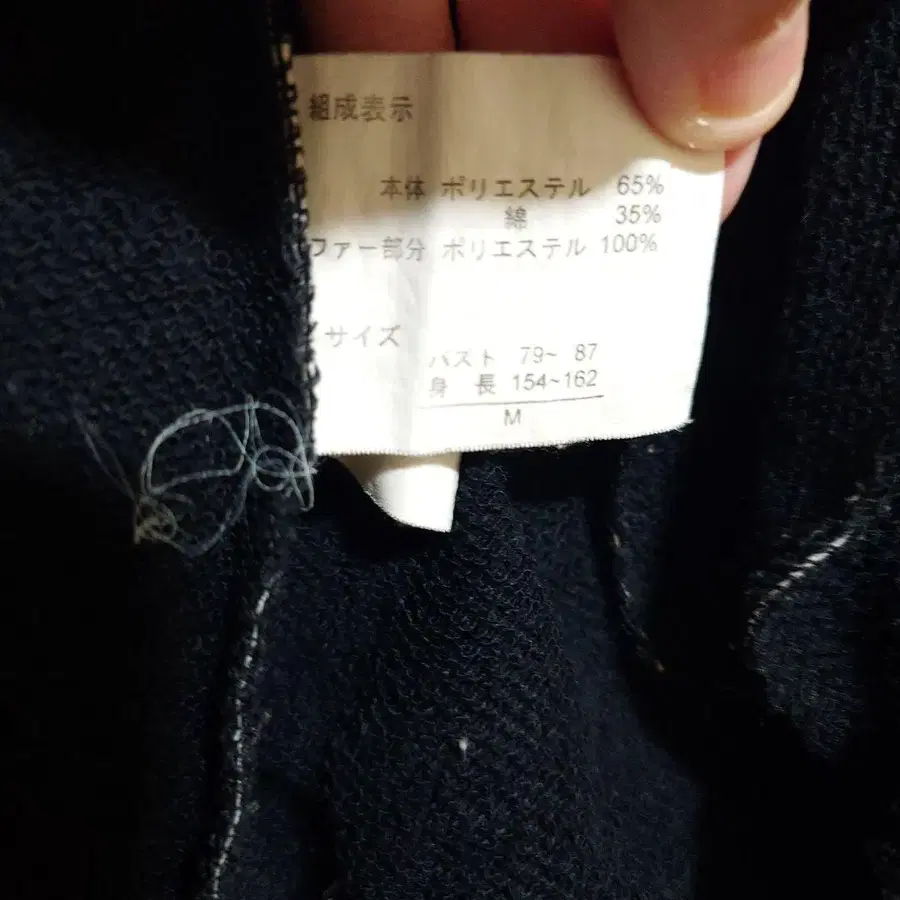 組成表示
本体 ポリエステル 65%
綿 35%
ファー部分 ポリエステル 100%
サイズ
バスト 79~ 87
身 長 154~162
M